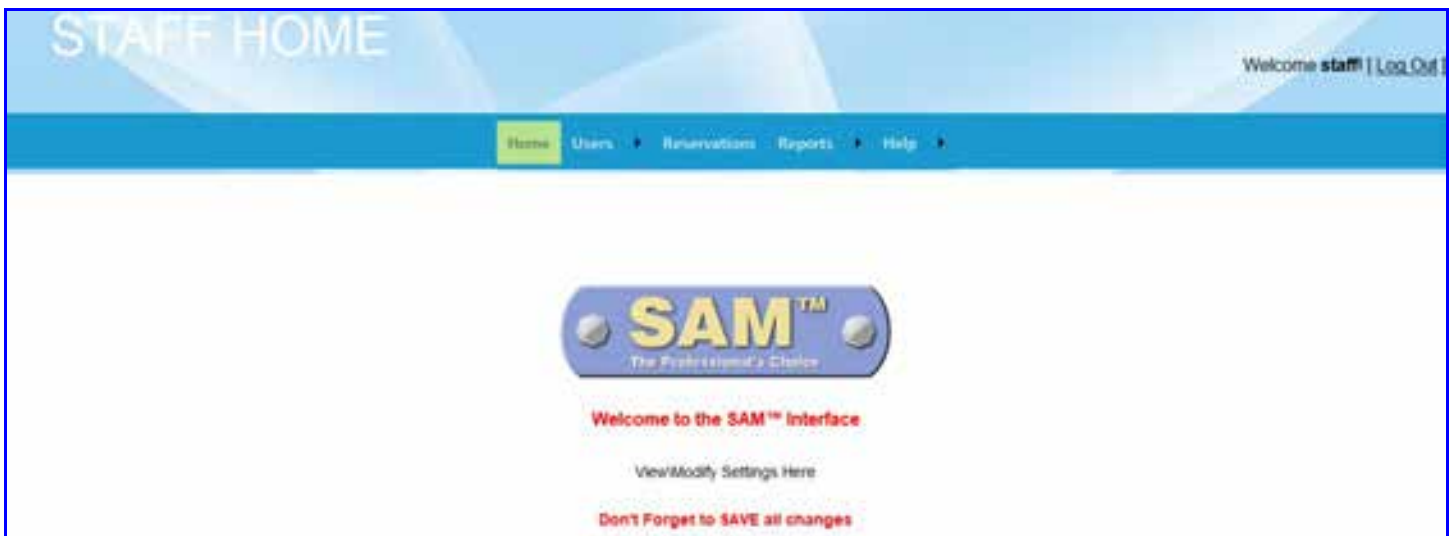 STAFF HOME
Welcome staff! | Log Out |
Home Users Reservations Reports Help
SAM™
The Professional's Choice
Welcome to the SAM™ Interface
View\Modify Settings Here
Don't Forget to SAVE all changes